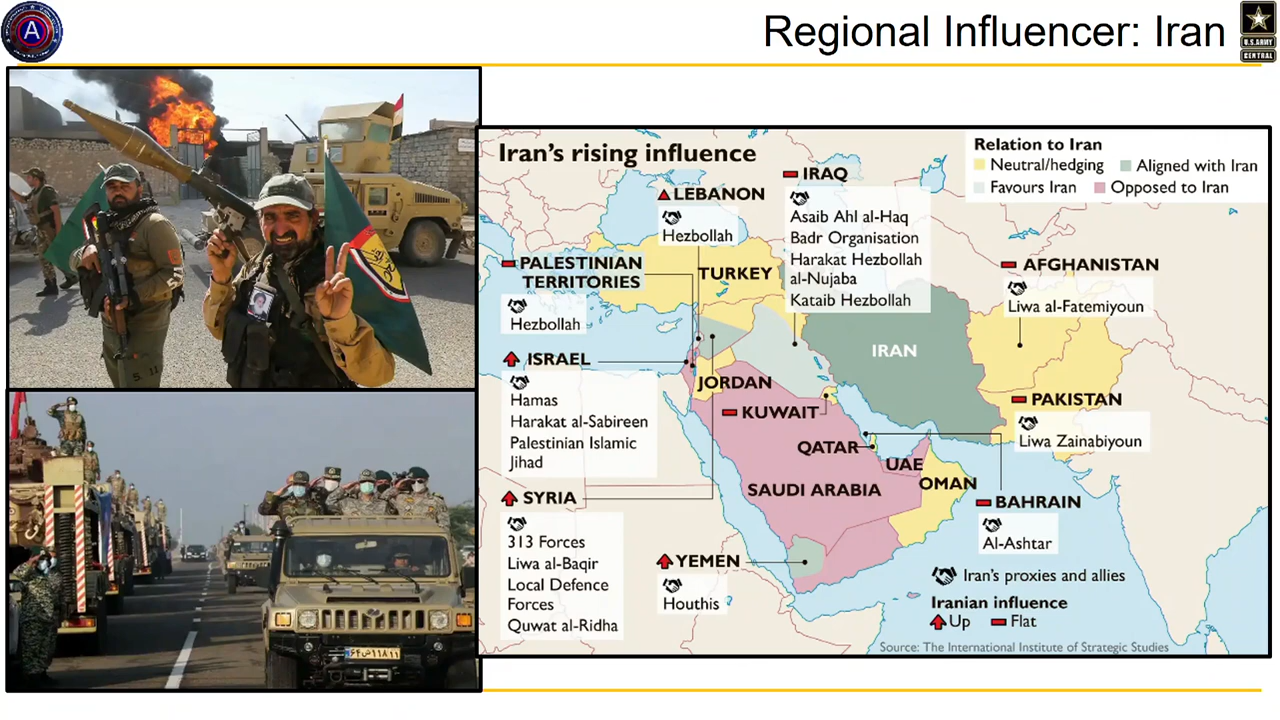 Regional Influencer: Iran
A
U.S.ARMY
CENTRAL
5.11
Iran's rising influence
Relation to Iran
Neutral/hedging
Aligned with Iran
Favours Iran
Opposed to Iran
IRAQ
Asaib Ahl al-Haq
Badr Organisation
Harakat Hezbollah
al-Nujaba
Kataib Hezbollah
LEBANON
Hezbollah
PALESTINIAN
TERRITORIES
Hezbollah
TURKEY
AFGHANISTAN
Liwa al-Fatemiyoun
IRAN
ISRAEL
Hamas
Harakat al-Sabireen
Palestinian Islamic
Jihad
JORDAN
KUWAIT
PAKISTAN
Liwa Zainabiyoun
QATAR
UAE
OMAN
SAUDI ARABIA
BAHRAIN
Al-Ashtar
SYRIA
313 Forces
Liwa al-Baqir
Local Defence
Forces
Quwat al-Ridha
YEMEN
Houthis
Iran's proxies and allies
Iranian influence
Up
Flat
Source: The International Institute of Strategic Studies